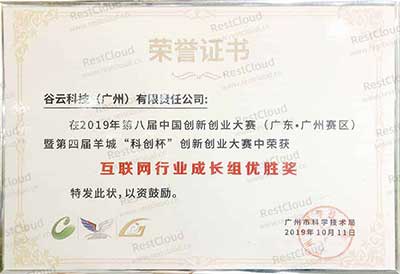 荣誉证书
谷云科技（广州）有限责任公司:
在2019年第八届中国创新创业大赛（广东·广州赛区）
暨第四届羊城“科创杯”创新创业大赛中荣获
互联网行业成长组优胜奖
特发此状，以资鼓励。
广州市科学技术局
2019年10月11日
RestCloud